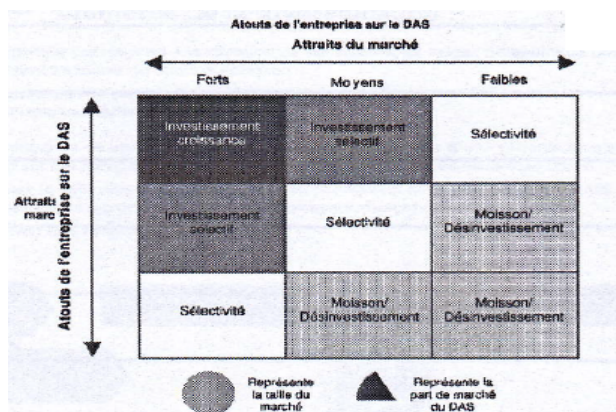 Atouts de l'entreprise sur le DAS
Attraits du marché
Forts Moyens Faibles
Attraits
marc
Atouts de l'entreprise sur le DAS
Investissement
croissance
Investissement
sélectif
Sélectivité
Investissement
sélectif
Sélectivité
Moisson/
Désinvestissement
Sélectivité
Moisson/
Désinvestissement
Moisson/
Désinvestissement
Représente
la taille du
marché
Représente la
part de marché
du DAS